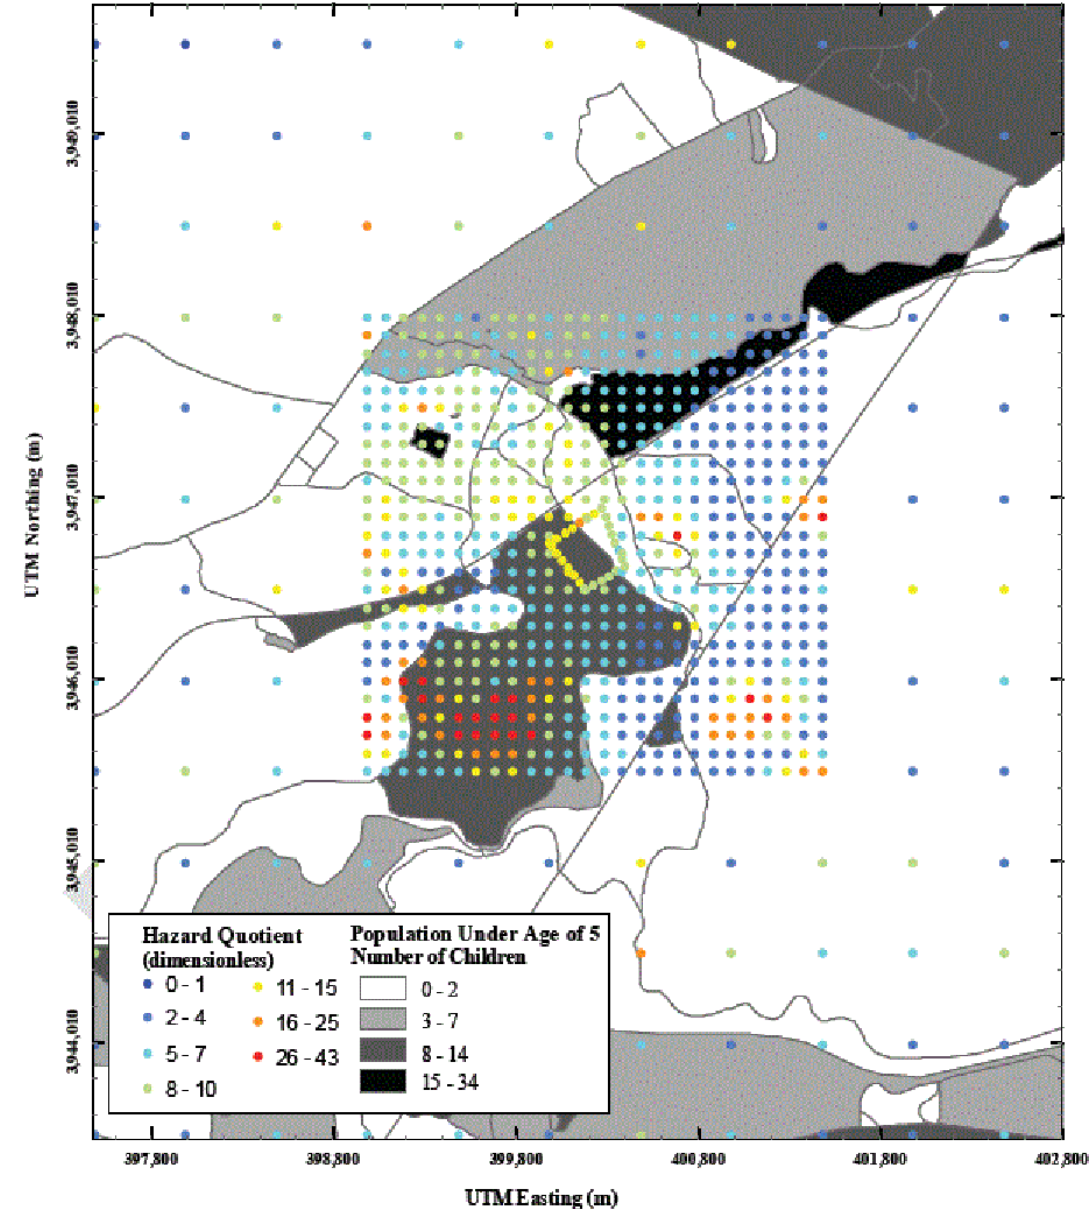 3,949,010
3,948,010
3,947,010
3,946,010
3,945,010
3,944,010
UTM Northing (m)
Hazard Quotient
(dimensionless)
0 - 1
2 - 4
5 - 7
8 - 10
11 - 15
16 - 25
26 - 43
Population Under Age of 5
Number of Children
0 - 2
3 - 7
8 - 14
15 - 34
397,800
398,800
399,800
400,800
401,800
402,800
UTM Easting (m)